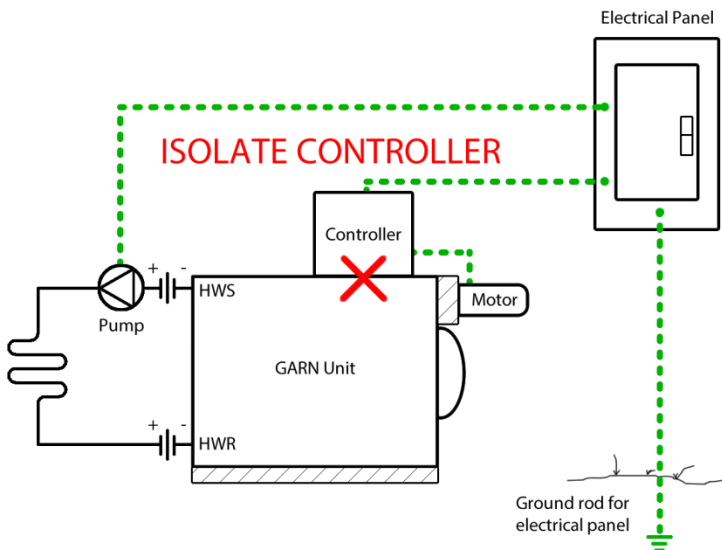 Electrical Panel
ISOLATE CONTROLLER
Controller
+ -
HWS
Motor
Pump
GARN Unit
+ -
HWR
Ground rod for
electrical panel